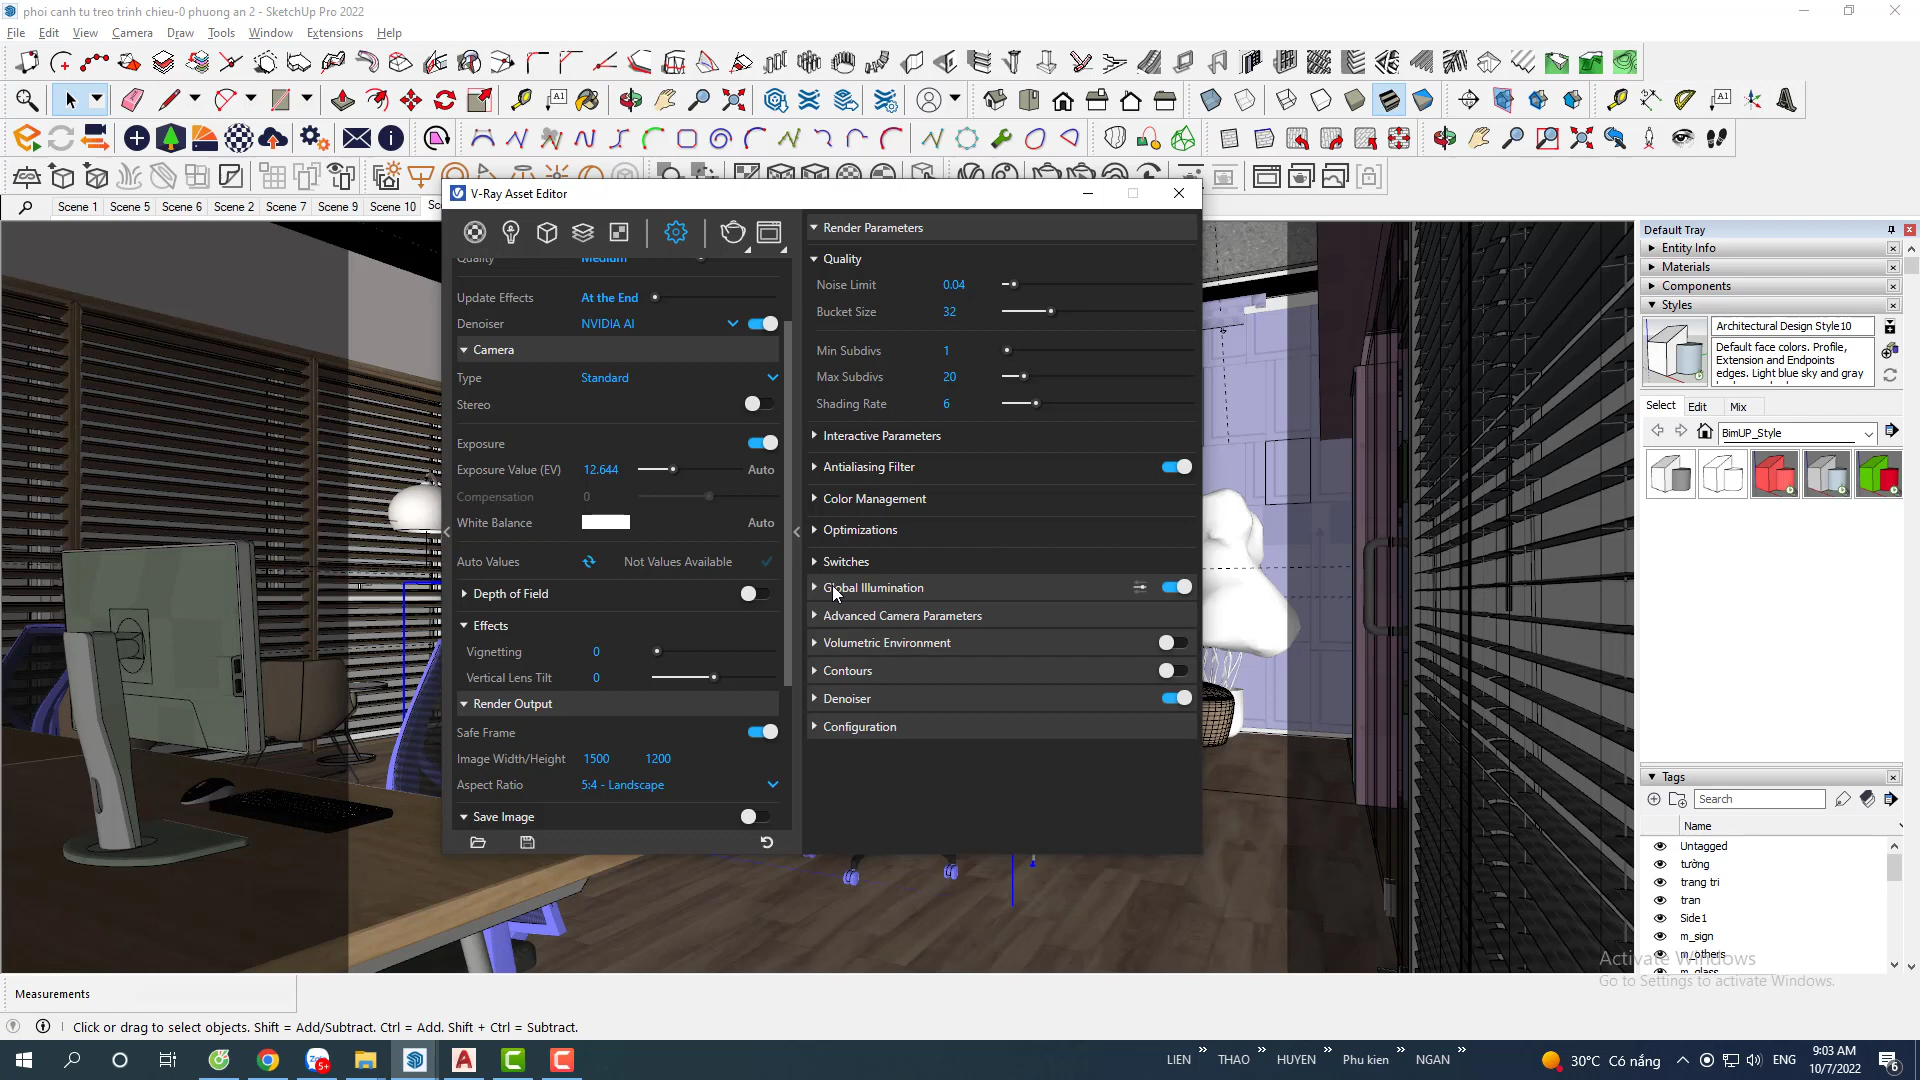 phoi canh tu treo trinh chieu-0 phuong an 2 - SketchUp Pro 2022
File Edit View Camera Draw Tools Window Extensions Help
Scene 1 Scene 5 Scene 6 Scene 2 Scene 7 Scene 9 Scene 10
V-Ray Asset Editor
Quality Medium
Update Effects At the End
Denoiser NVIDIA AI
Camera
Type Standard
Stereo
Exposure
Exposure Value (EV) 12.644 Auto
Compensation 0
White Balance Auto
Auto Values Not Values Available
Depth of Field
Effects
Vignetting 0
Vertical Lens Tilt 0
Render Output
Safe Frame
Image Width/Height 1500 1200
Aspect Ratio 5:4 - Landscape
Save Image
Render Parameters
Quality
Noise Limit 0.04
Bucket Size 32
Min Subdivs 1
Max Subdivs 20
Shading Rate 6
Interactive Parameters
Antialiasing Filter
Color Management
Optimizations
Switches
Global Illumination
Advanced Camera Parameters
Volumetric Environment
Contours
Denoiser
Configuration
Default Tray
Entity Info
Materials
Components
Styles
Architectural Design Style10
Default face colors. Profile,
Extension and Endpoints
edges. Light blue sky and gray
Select Edit Mix
BimUP_Style
Tags
Search
Name
Untagged
tường
trang tri
tran
Side1
m_sign
m_others
m_glass
Activate Windows
Go to Settings to activate Windows.
Measurements
Click or drag to select objects. Shift = Add/Subtract. Ctrl = Add. Shift + Ctrl = Subtract.
LIEN THAO HUYEN Phu kien NGAN
30°C Có nắng ENG
9:03 AM
10/7/2022